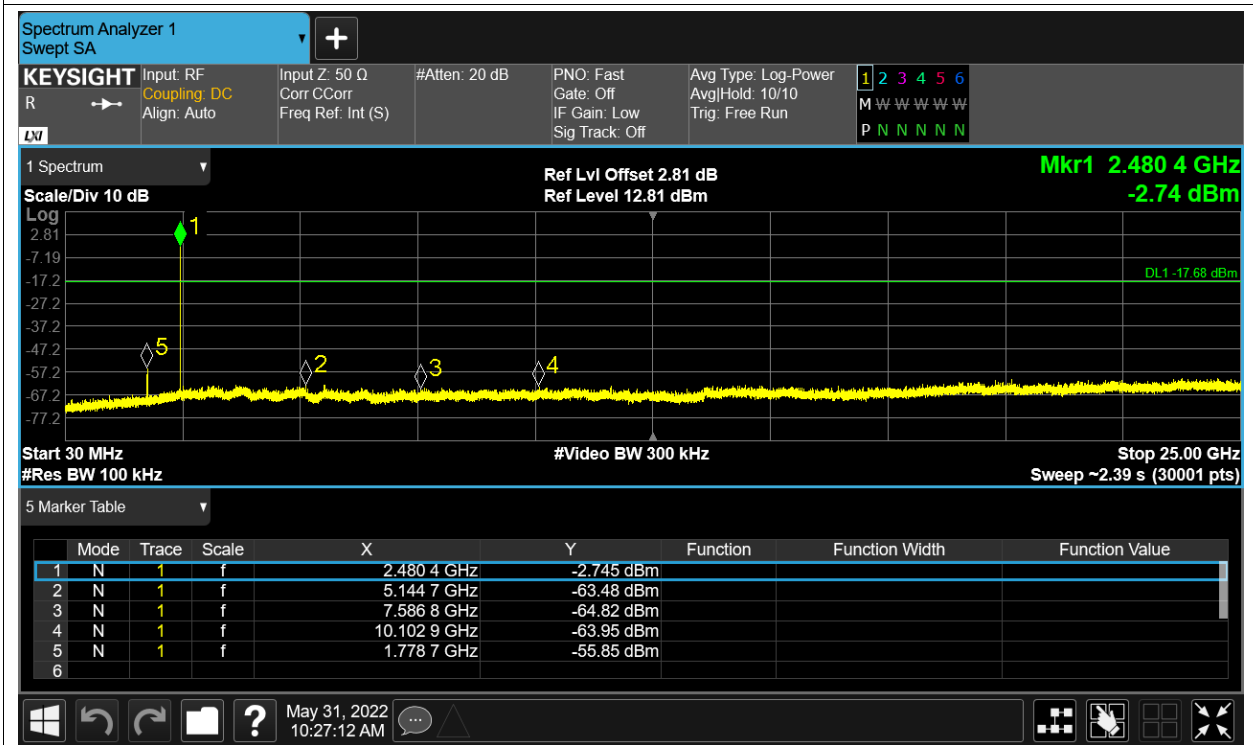 Spectrum Analyzer 1
Swept SA
+
KEYSIGHT Input: RF Input Z: 50 Ω #Atten: 20 dB PNO: Fast Avg Type: Log-Power 1 2 3 4 5 6
R Coupling: DC Corr CCorr Gate: Off Avg|Hold: 10/10 M W W W W W
Align: Auto Freq Ref: Int (S) IF Gain: Low Trig: Free Run
LXI Sig Track: Off P N N N N N
1 Spectrum Ref Lvl Offset 2.81 dB Mkr1 2.480 4 GHz
Scale/Div 10 dB Ref Level 12.81 dBm -2.74 dBm
Log
1
2.81
-7.19
DL1 -17.68 dBm
-17.2
-27.2
-37.2
-47.2
5
2
3
4
-57.2
-67.2
-77.2
Start 30 MHz #Video BW 300 kHz Stop 25.00 GHz
#Res BW 100 kHz Sweep ~2.39 s (30001 pts)
5 Marker Table
Mode Trace Scale X Y Function Function Width Function Value
1 N 1 f 2.480 4 GHz -2.745 dBm
2 N 1 f 5.144 7 GHz -63.48 dBm
3 N 1 f 7.586 8 GHz -64.82 dBm
4 N 1 f 10.102 9 GHz -63.95 dBm
5 N 1 f 1.778 7 GHz -55.85 dBm
6
? May 31, 2022
10:27:12 AM